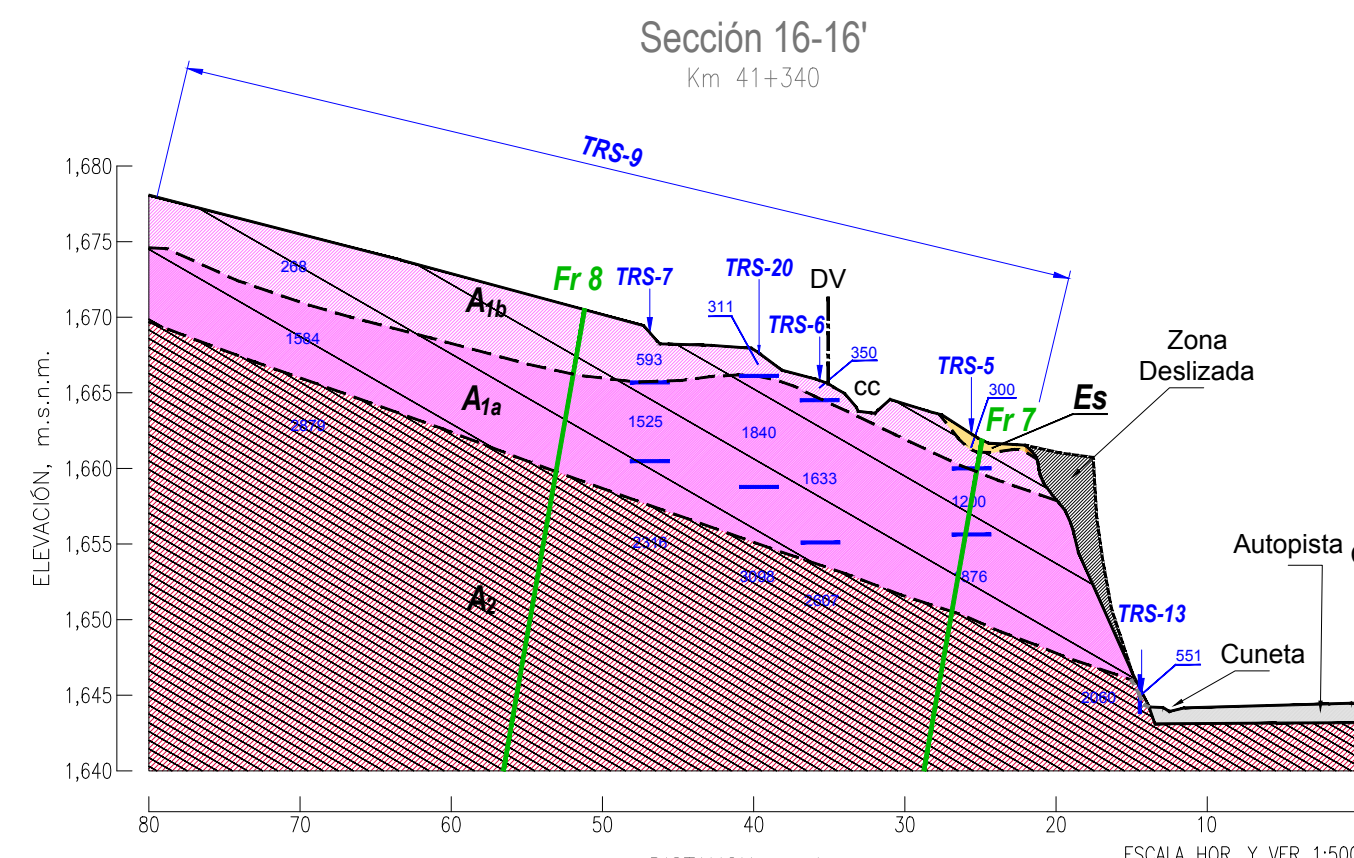 Sección 16-16'
Km 41+340
TRS-9
1,680
1,675
1,670
1,665
1,660
1,655
1,650
1,645
1,640
ELEVACIÓN, m.s.n.m.
268
1584
2879
A1b
A1a
A2
Fr 8
TRS-7
TRS-20
DV
311
TRS-6
350
593
CC
TRS-5
300
Fr 7
Es
Zona
Deslizada
1525
1840
1633
1200
2316
3098
2607
876
Autopista
TRS-13
551
Cuneta
2060
80 70 60 50 40 30 20 10
ESCALA HOR. Y VER. 1:500